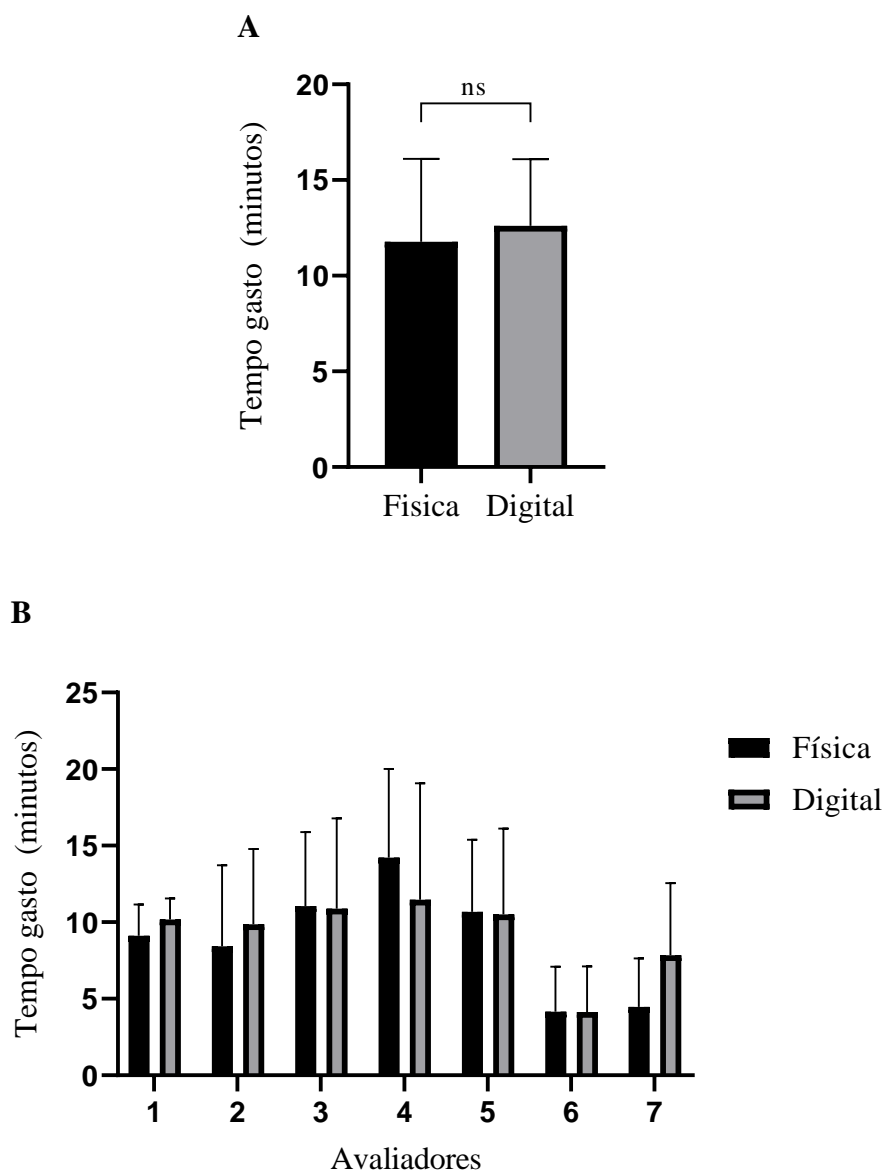 A
20
15
10
5
0
Tempo gasto (minutos)
ns
Fisica Digital
B
25
20
15
10
5
0
Tempo gasto (minutos)
1 2 3 4 5 6 7
Avaliadores
Física
Digital